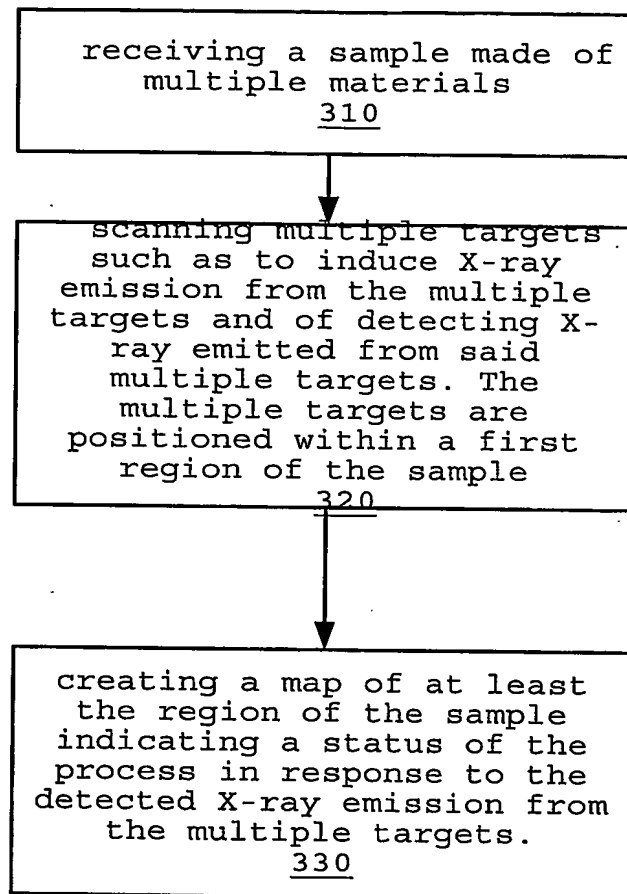 receiving a sample made of
multiple materials
310
scanning multiple targets
such as to induce X-ray
emission from the multiple
targets and of detecting X-
ray emitted from said
multiple targets. The
multiple targets are
positioned within a first
region of the sample
320
creating a map of at least
the region of the sample
indicating a status of the
process in response to the
detected X-ray emission from
the multiple targets.
330